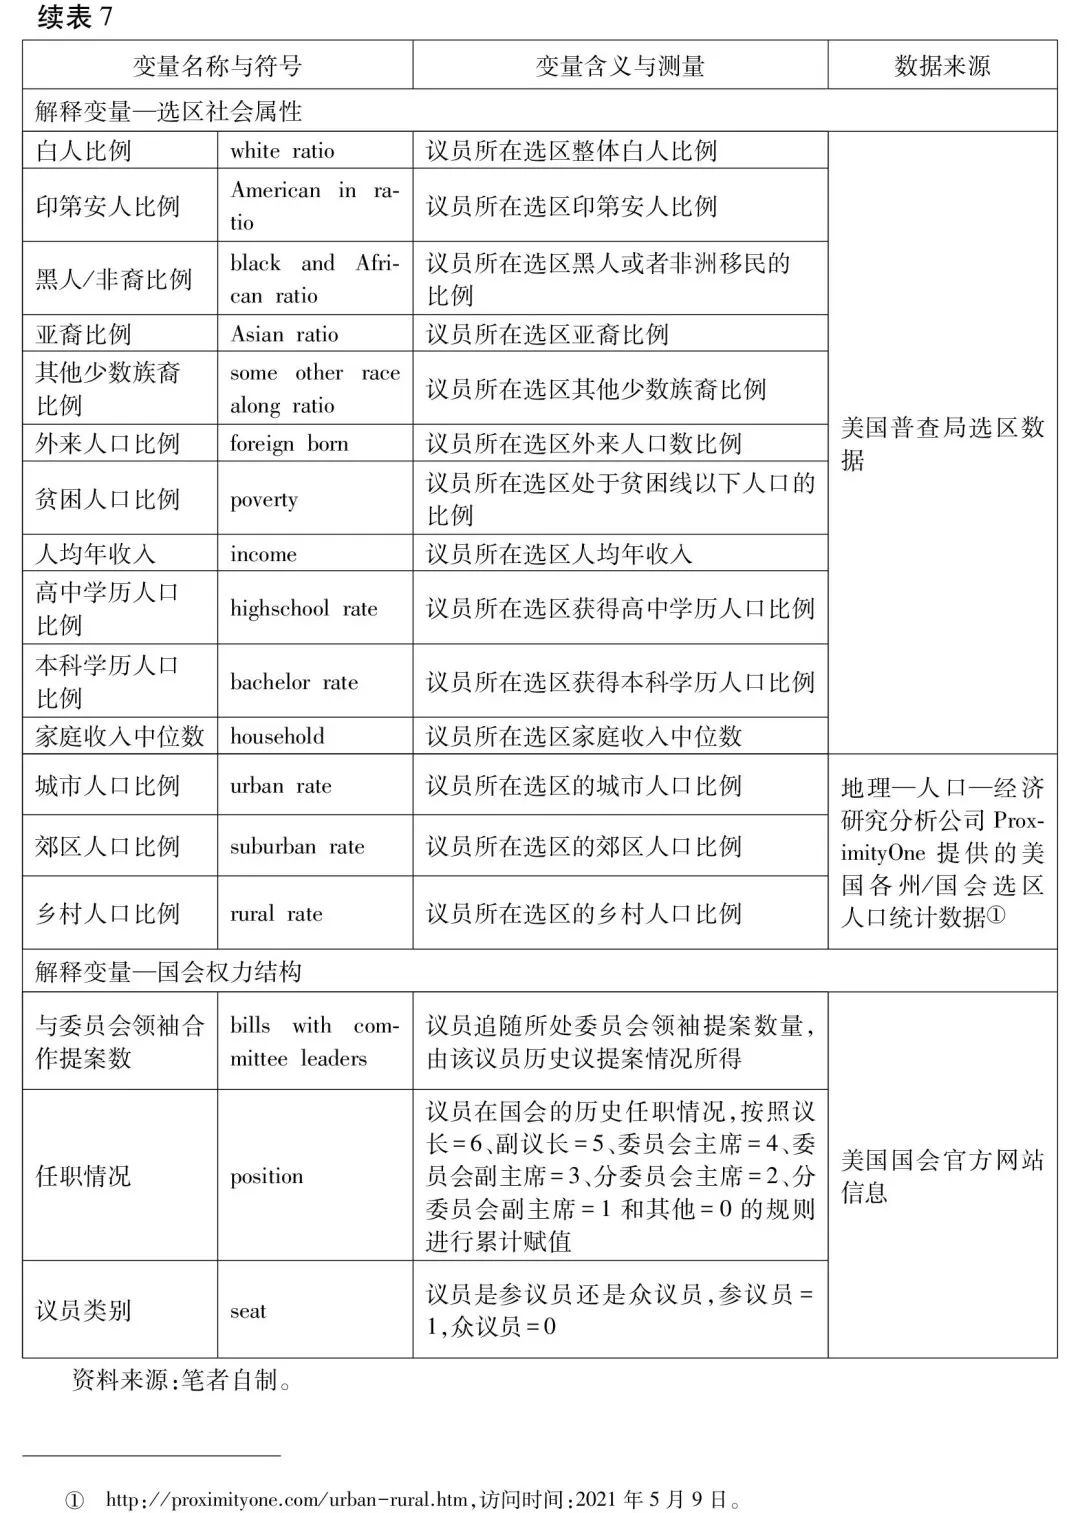 续表 7
变量名称与符号 变量含义与测量 数据来源
解释变量—选区社会属性
白人比例 white ratio 议员所在选区整体白人比例
印第安人比例 American in ra-
tio 议员所在选区印第安人比例
黑人/非裔比例 black and Afri-
can ratio 议员所在选区黑人或者非洲移民的
比例
亚裔比例 Asian ratio 议员所在选区亚裔比例
其他少数族裔
比例 some other race
along ratio 议员所在选区其他少数族裔比例
外来人口比例 foreign born 议员所在选区外来人口数比例
贫困人口比例 poverty 议员所在选区处于贫困线以下人口的
比例
人均年收入 income 议员所在选区人均年收入
高中学历人口
比例 highschool rate 议员所在选区获得高中学历人口比例
本科学历人口
比例 bachelor rate 议员所在选区获得本科学历人口比例
家庭收入中位数 household 议员所在选区家庭收入中位数
美国普查局选区数
据
城市人口比例 urban rate 议员所在选区的城市人口比例
郊区人口比例 suburban rate 议员所在选区的郊区人口比例
乡村人口比例 rural rate 议员所在选区的乡村人口比例
地理—人口—经济
研究分析公司 Prox-
imityOne 提供的美
国各州/国会选区
人口统计数据①
解释变量—国会权力结构
与委员会领袖合
作提案数 bills with com-
mittee leaders 议员追随所处委员会领袖提案数量,
由该议员历史议提案情况所得
任职情况 position 议员在国会的历史任职情况,按照议
长=6、副议长=5、委员会主席=4、委
员会副主席=3、分委员会主席=2、分
委员会副主席=1 和其他=0 的规则
进行累计赋值
议员类别 seat 议员是参议员还是众议员,参议员=
1,众议员=0
美国国会官方网站
信息
资料来源:笔者自制。
① http://proximityone.com/urban-rural.htm,访问时间:2021 年 5 月 9 日。